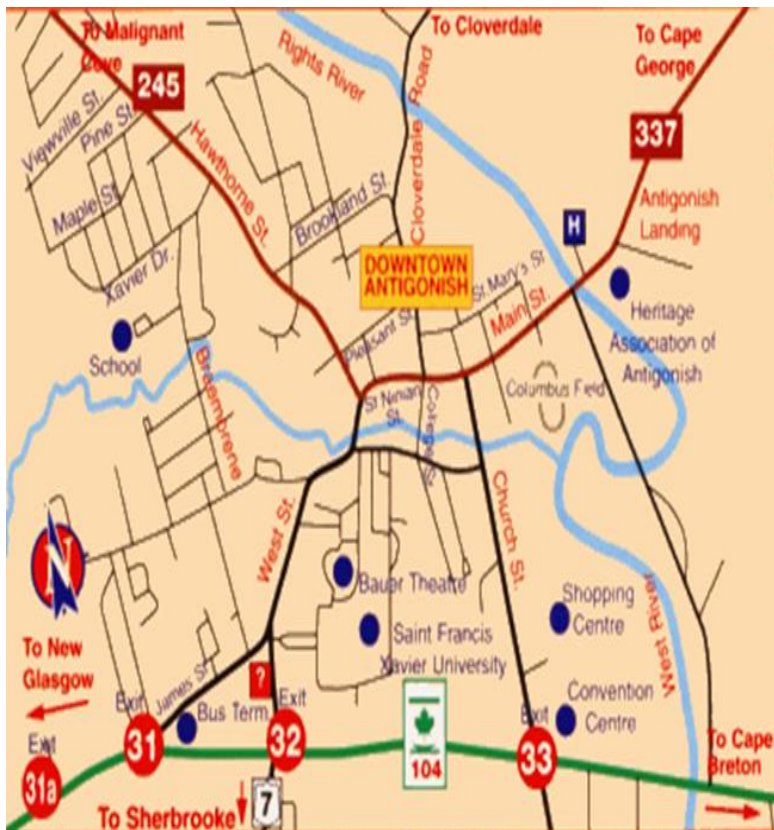 To Malignant
Cove
245
To Cloverdale
To Cape
George
Rights River
Cloverdale Road
337
Viewville St.
Pine St.
Maple St.
Hawthorne St.
Brookland St.
Xavier Dr.
H
Antigonish
Landing
DOWNTOWN
ANTIGONISH
St Mary's St
Main St.
Pleasant St
School
Heritage
Association of
Antigonish
Columbus Field
St Ninian
St.
College St
Braembrene
N
West St.
Church St.
Bauer Theatre
Saint Francis
Xavier University
Shopping
Centre
West River
To New
Glasgow
?
James St
Convention
Centre
Exit
31a
Exit
31
Bus Term.
Exit
32
104
Exit
33
To Cape
Breton
To Sherbrooke
7